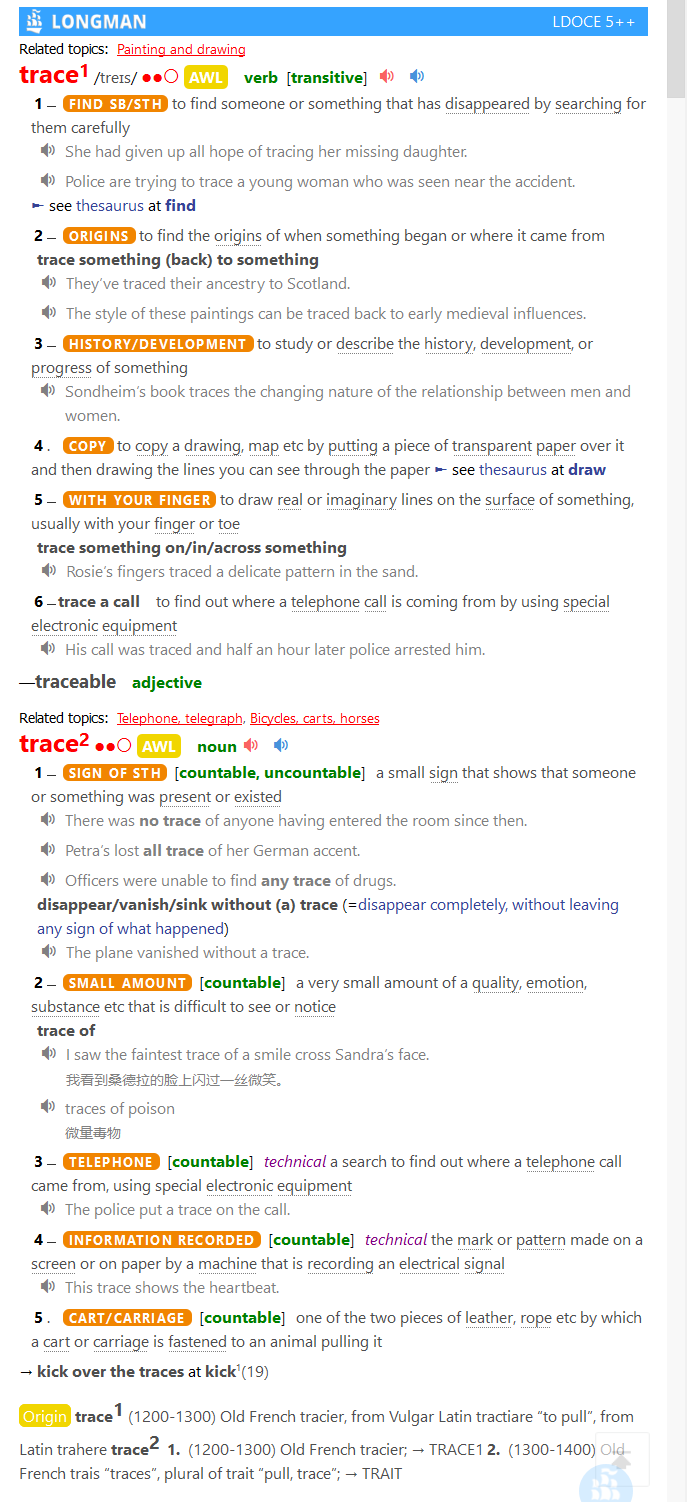 LONGMAN LDOCE 5++
Related topics: Painting and drawing
trace1 /treɪs/ ●●○ AWL verb [transitive]
1 – FIND SB/STH to find someone or something that has disappeared by searching for
them carefully
She had given up all hope of tracing her missing daughter.
Police are trying to trace a young woman who was seen near the accident.
► see thesaurus at find
2 – ORIGINS to find the origins of when something began or where it came from
trace something (back) to something
They’ve traced their ancestry to Scotland.
The style of these paintings can be traced back to early medieval influences.
3 – HISTORY/DEVELOPMENT to study or describe the history, development, or
progress of something
Sondheim’s book traces the changing nature of the relationship between men and
women.
4 . COPY to copy a drawing, map etc by putting a piece of transparent paper over it
and then drawing the lines you can see through the paper ► see thesaurus at draw
5 – WITH YOUR FINGER to draw real or imaginary lines on the surface of something,
usually with your finger or toe
trace something on/in/across something
Rosie’s fingers traced a delicate pattern in the sand.
6 – trace a call to find out where a telephone call is coming from by using special
electronic equipment
His call was traced and half an hour later police arrested him.
—traceable adjective
Related topics: Telephone, telegraph, Bicycles, carts, horses
trace2 ●●○ AWL noun
1 – SIGN OF STH [countable, uncountable] a small sign that shows that someone
or something was present or existed
There was no trace of anyone having entered the room since then.
Petra’s lost all trace of her German accent.
Officers were unable to find any trace of drugs.
disappear/vanish/sink without (a) trace (=disappear completely, without leaving
any sign of what happened)
The plane vanished without a trace.
2 – SMALL AMOUNT [countable] a very small amount of a quality, emotion,
substance etc that is difficult to see or notice
trace of
I saw the faintest trace of a smile cross Sandra’s face.
我看到桑德拉的脸上闪过一丝微笑。
traces of poison
微量毒物
3 – TELEPHONE [countable] technical a search to find out where a telephone call
came from, using special electronic equipment
The police put a trace on the call.
4 – INFORMATION RECORDED [countable] technical the mark or pattern made on a
screen or on paper by a machine that is recording an electrical signal
This trace shows the heartbeat.
5 . CART/CARRIAGE [countable] one of the two pieces of leather, rope etc by which
a cart or carriage is fastened to an animal pulling it
→ kick over the traces at kick1(19)
Origin trace1 (1200-1300) Old French tracier, from Vulgar Latin tractiare “to pull”, from
Latin trahere trace2 1. (1200-1300) Old French tracier; → TRACE1 2. (1300-1400) Old
French trais “traces”, plural of trait “pull, trace”; → TRAIT